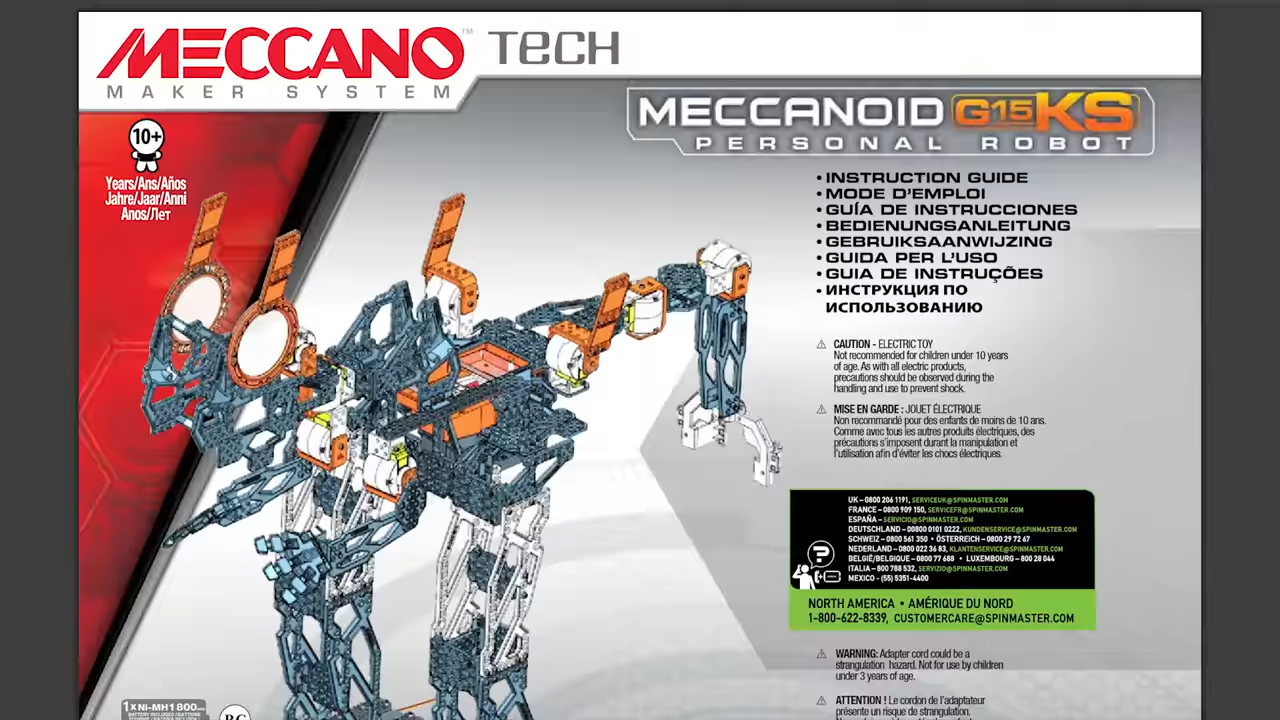 MECCANO™ TECH
MAKER SYSTEM
MECCANOID G15KS
PERSONAL ROBOT
10+
Years/Ans/Años
Jahre/Jaar/Anni
Anos/Лет
• INSTRUCTION GUIDE
• MODE D'EMPLOI
• GUÍA DE INSTRUCCIONES
• BEDIENUNGSANLEITUNG
• GEBRUIKSAANWIJZING
• GUIDA PER L'USO
• GUIA DE INSTRUÇÕES
• ИНСТРУКЦИЯ ПО
ИСПОЛЬЗОВАНИЮ
⚠ CAUTION - ELECTRIC TOY
Not recommended for children under 10 years
of age. As with all electric products,
precautions should be observed during the
handling and use to prevent shock.
⚠ MISE EN GARDE : JOUET ÉLECTRIQUE
Non recommandé pour des enfants de moins de 10 ans.
Comme avec tous les autres produits électriques, des
précautions s'imposent durant la manipulation et
l'utilisation afin d'éviter les chocs électriques.
UK – 0800 206 1191, SERVICEUK@SPINMASTER.COM
FRANCE – 0800 909 150, SERVICEFR@SPINMASTER.COM
ESPAÑA – SERVICIO@SPINMASTER.COM
DEUTSCHLAND – 00800 0101 0222, KUNDENSERVICE@SPINMASTER.COM
SCHWEIZ – 0800 561 350 • ÖSTERREICH – 0800 29 72 67
NEDERLAND – 0800 022 36 83, KLANTENSERVICE@SPINMASTER.COM
BELGIË/BELGIQUE – 0800 77 688 • LUXEMBOURG – 800 28 044
ITALIA – 800 788 532, SERVIZIO@SPINMASTER.COM
MEXICO - (55) 5351-4400
NORTH AMERICA • AMÉRIQUE DU NORD
1-800-622-8339, CUSTOMERCARE@SPINMASTER.COM
⚠ WARNING: Adapter cord could be a
strangulation hazard. Not for use by children
under 3 years of age.
⚠ ATTENTION ! Le cordon de l'adaptateur
présente un risque de strangulation.
1 x Ni-MH 1800